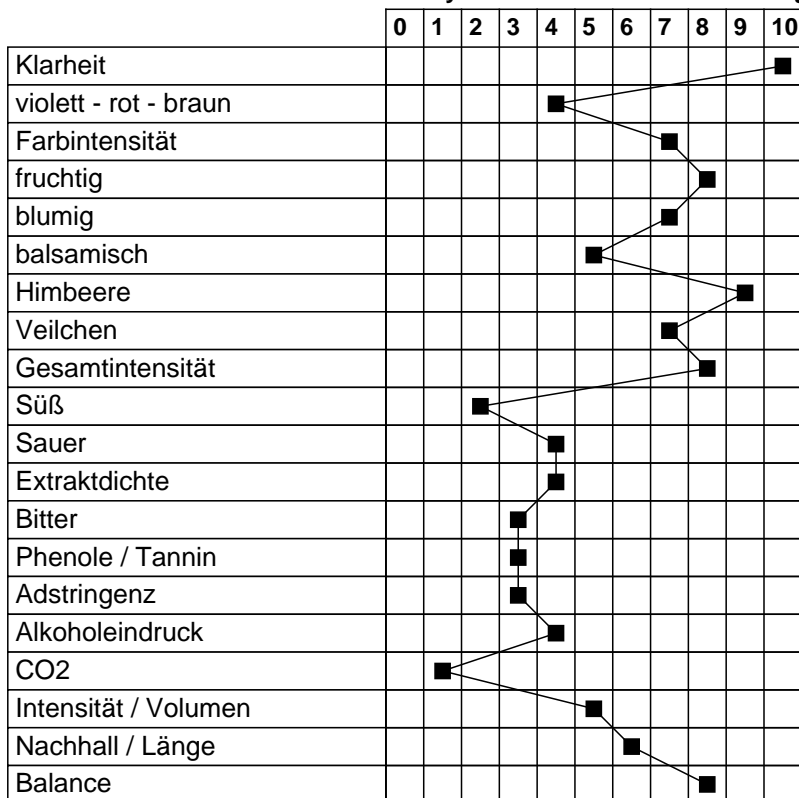 0 1 2 3 4 5 6 7 8 9 10
Klarheit
violett - rot - braun
Farbintensität
fruchtig
blumig
balsamisch
Himbeere
Veilchen
Gesamtintensität
Süß
Sauer
Extraktdichte
Bitter
Phenole / Tannin
Adstringenz
Alkoholeindruck
CO2
Intensität / Volumen
Nachhall / Länge
Balance